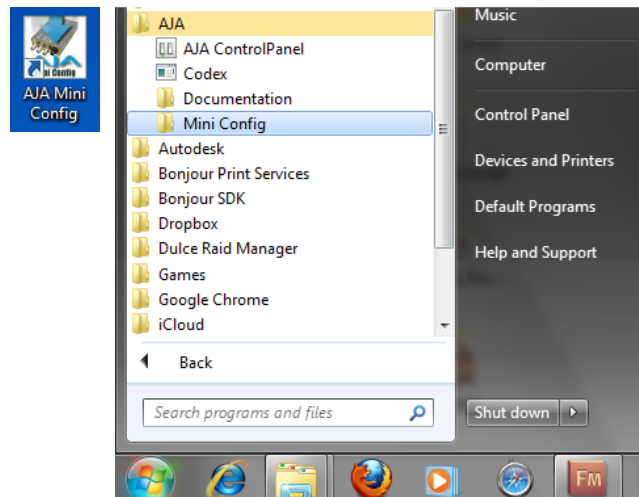 AJA
ni Config
AJA Mini
Config
AJA
AJA ControlPanel
Codex
Documentation
Mini Config
Autodesk
Bonjour Print Services
Bonjour SDK
Dropbox
Dulce Raid Manager
Games
Google Chrome
iCloud
Back
Search programs and files
Music
Computer
Control Panel
Devices and Printers
Default Programs
Help and Support
Shut down
FM